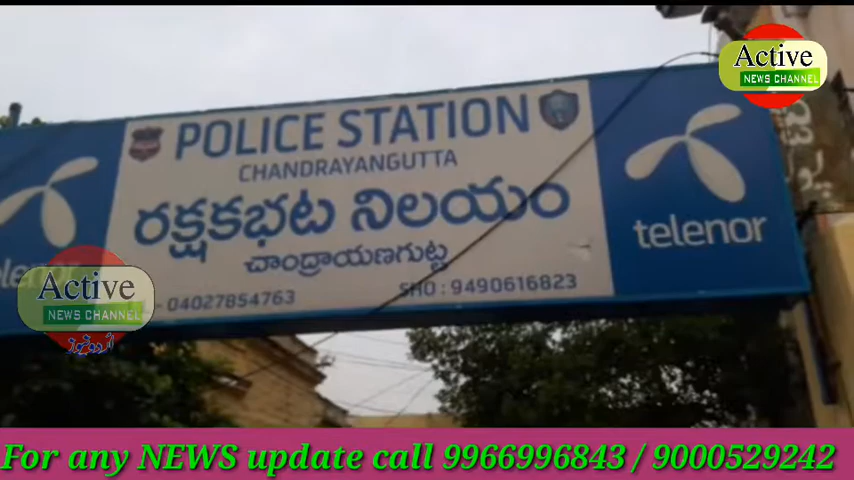 Active
NEWS CHANNEL
POLICE STATION
CHANDRAYANGUTTA
రక్షకభట నిలయం
చాంద్రాయణగుట్ట
04027854763
SHO : 9490616823
telenor
Active
NEWS CHANNEL
For any NEWS update call 9966996843 / 9000529242